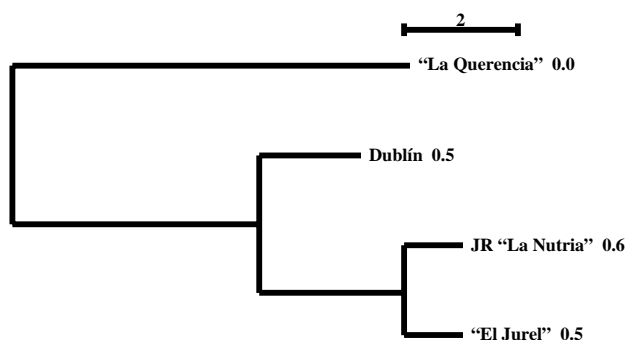 2
“La Querencia” 0.0
Dublín 0.5
JR “La Nutria” 0.6
“El Jurel” 0.5